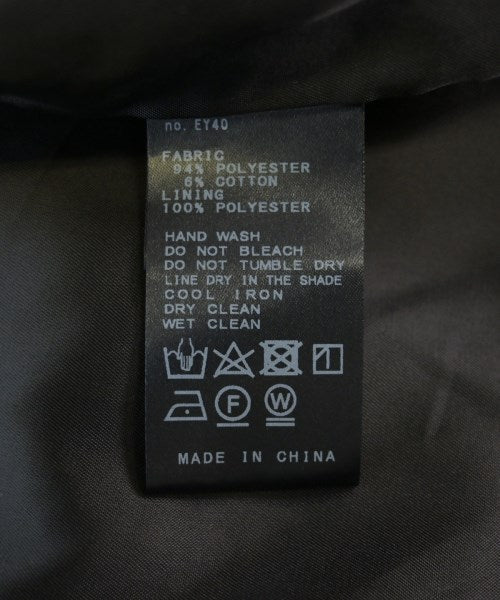 no. EY40
FABRIC
94% POLYESTER
6% COTTON
LINING
100% POLYESTER
HAND WASH
DO NOT BLEACH
DO NOT TUMBLE DRY
LINE DRY IN THE SHADE
COOL IRON
DRY CLEAN
WET CLEAN
F W
MADE IN CHINA